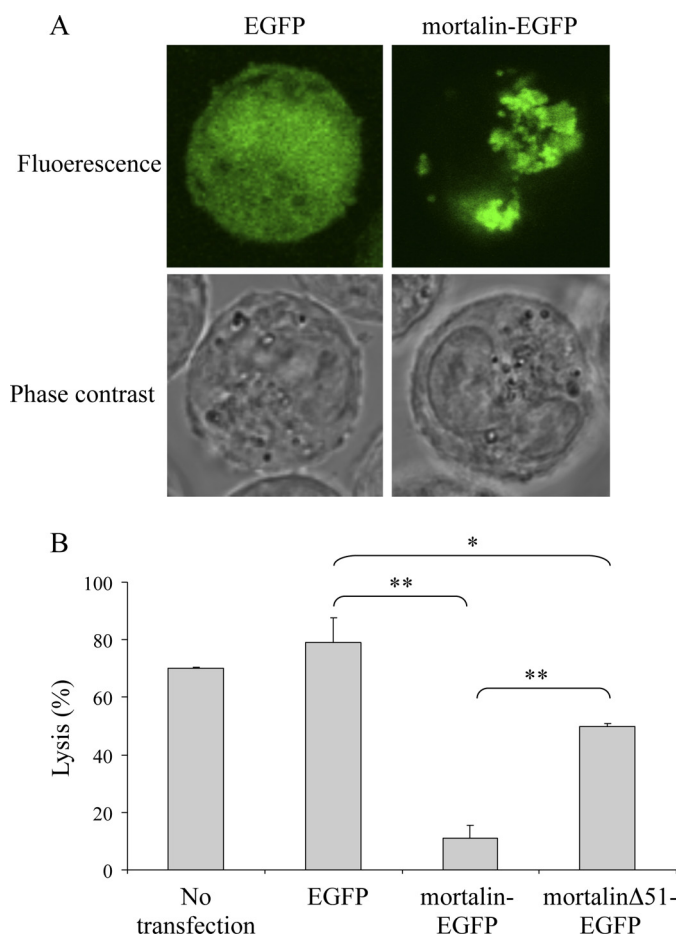 A
EGFP
mortalin-EGFP
Fluoerescence
Phase contrast
B
*
**
**
100
80
60
40
20
0
Lysis (%)
No
transfection
EGFP
mortalin-
EGFP
mortalinΔ51-
EGFP